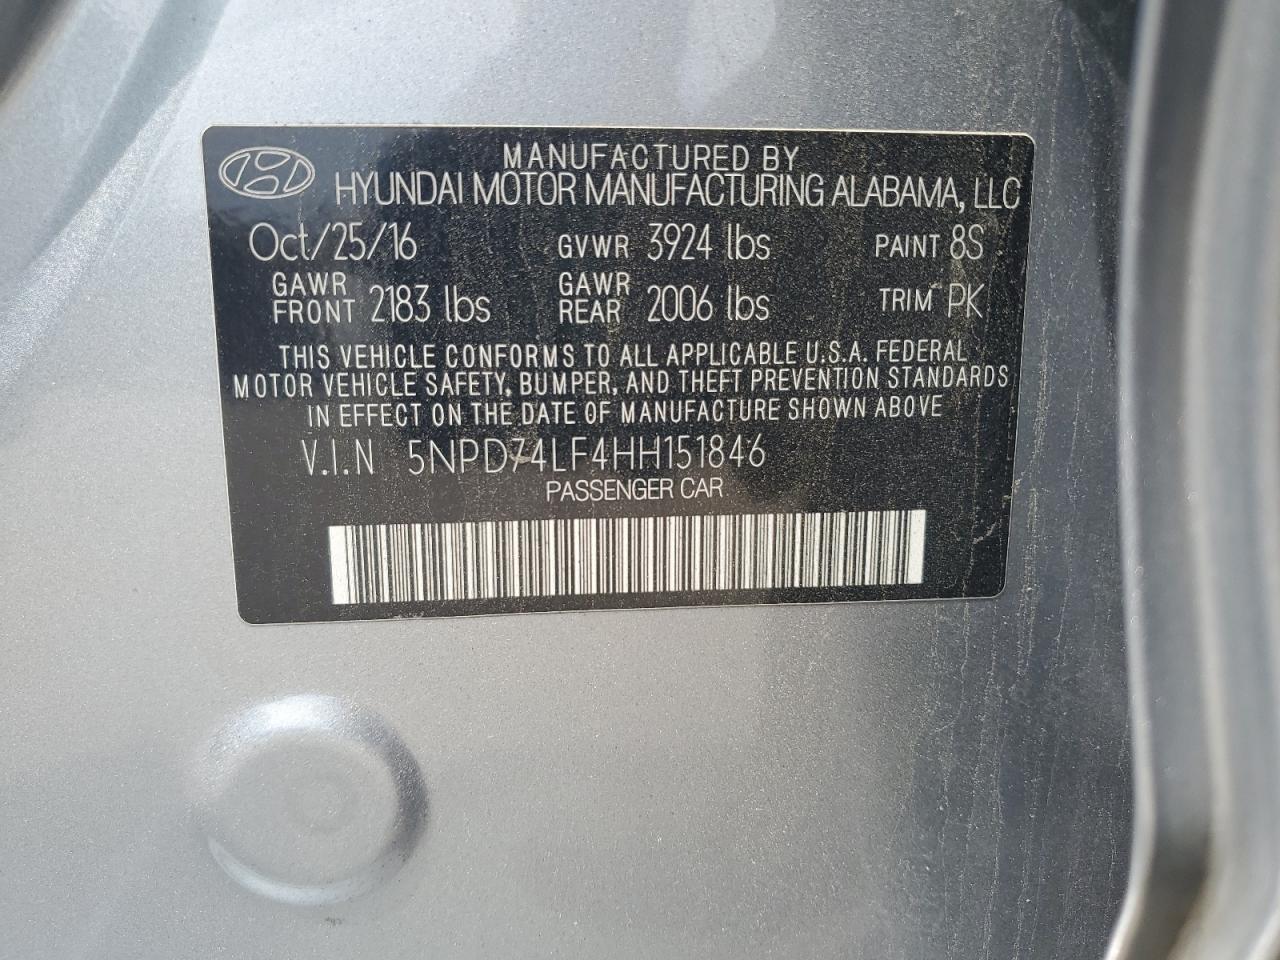 MANUFACTURED BY
HYUNDAI MOTOR MANUFACTURING ALABAMA, LLC
Oct/25/16 GVWR 3924 lbs PAINT 8S
GAWR FRONT 2183 lbs GAWR REAR 2006 lbs TRIM PK
THIS VEHICLE CONFORMS TO ALL APPLICABLE U.S.A. FEDERAL
MOTOR VEHICLE SAFETY, BUMPER, AND THEFT PREVENTION STANDARDS
IN EFFECT ON THE DATE OF MANUFACTURE SHOWN ABOVE
V.I.N 5NPD74LF4HH151846
PASSENGER CAR